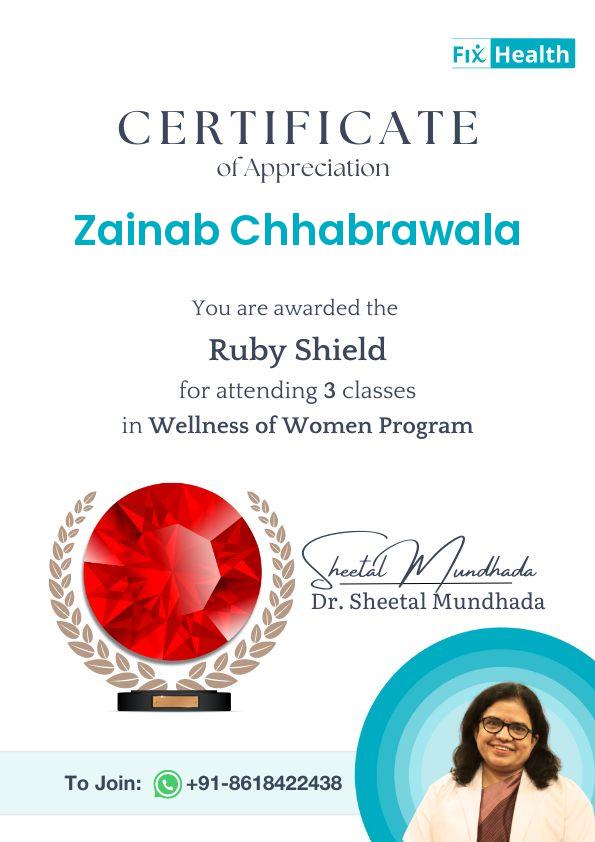 Fix Health
CERTIFICATE
of Appreciation
Zainab Chhabrawala
You are awarded the
Ruby Shield
for attending 3 classes
in Wellness of Women Program
Sheetal Mundhada
Dr. Sheetal Mundhada
To Join: +91-8618422438